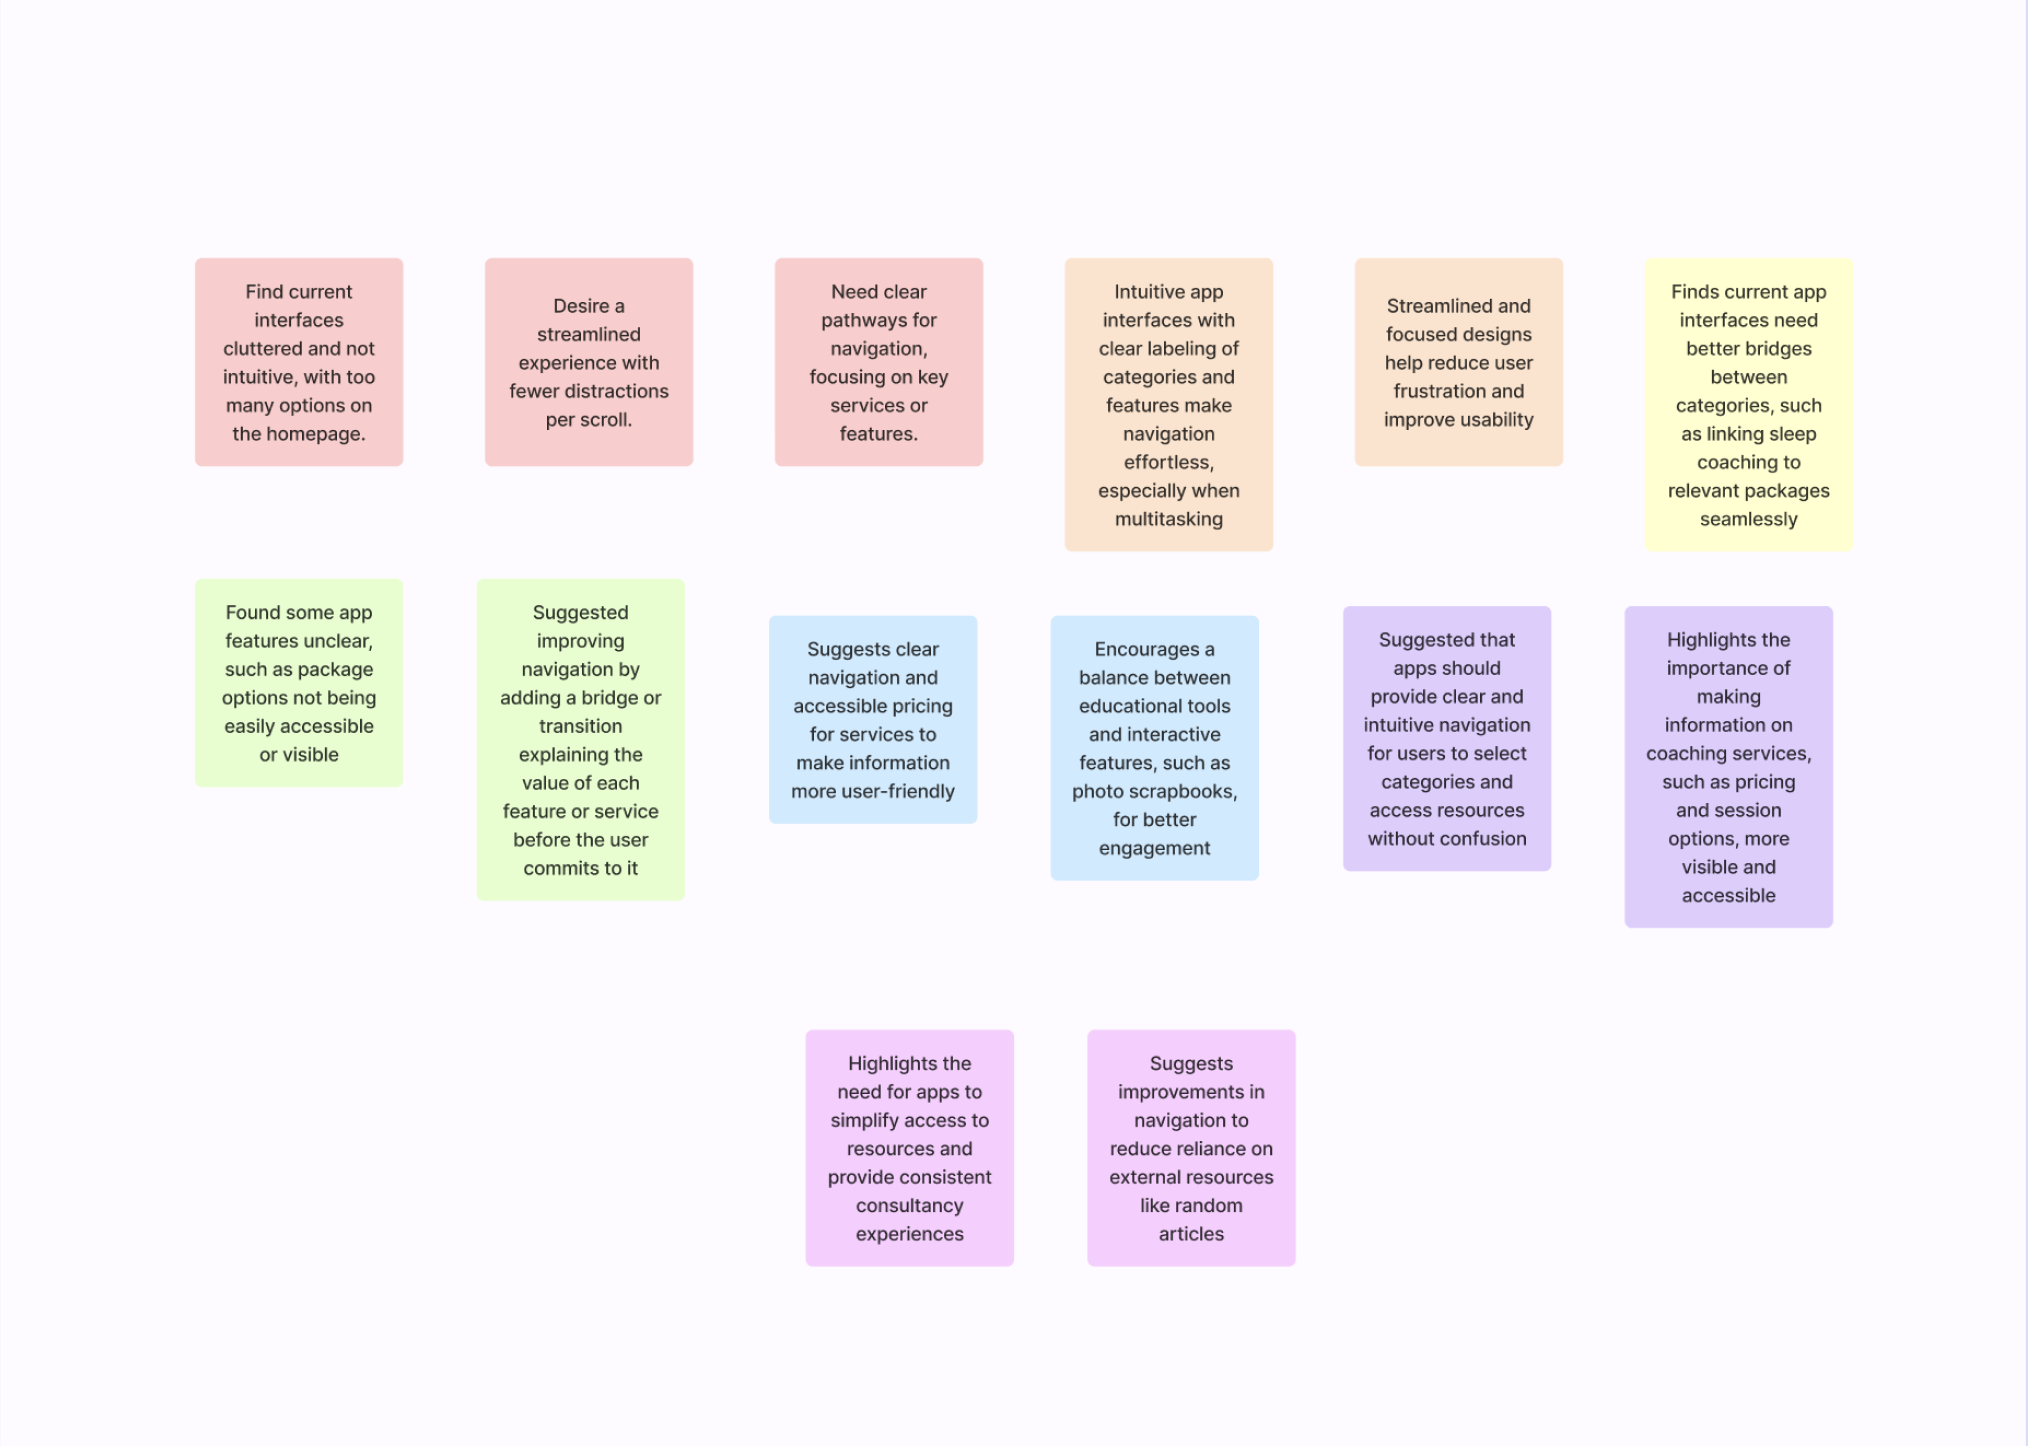 Find current
interfaces
cluttered and not
intuitive, with too
many options on
the homepage.
Desire a
streamlined
experience with
fewer distractions
per scroll.
Need clear
pathways for
navigation,
focusing on key
services or
features.
Intuitive app
interfaces with
clear labeling of
categories and
features make
navigation
effortless,
especially when
multitasking
Streamlined and
focused designs
help reduce user
frustration and
improve usability
Finds current app
interfaces need
better bridges
between
categories, such
as linking sleep
coaching to
relevant packages
seamlessly
Found some app
features unclear,
such as package
options not being
easily accessible
or visible
Suggested
improving
navigation by
adding a bridge or
transition
explaining the
value of each
feature or service
before the user
commits to it
Suggests clear
navigation and
accessible pricing
for services to
make information
more user-friendly
Encourages a
balance between
educational tools
and interactive
features, such as
photo scrapbooks,
for better
engagement
Suggested that
apps should
provide clear and
intuitive navigation
for users to select
categories and
access resources
without confusion
Highlights the
importance of
making
information on
coaching services,
such as pricing
and session
options, more
visible and
accessible
Highlights the
need for apps to
simplify access to
resources and
provide consistent
consultancy
experiences
Suggests
improvements in
navigation to
reduce reliance on
external resources
like random
articles